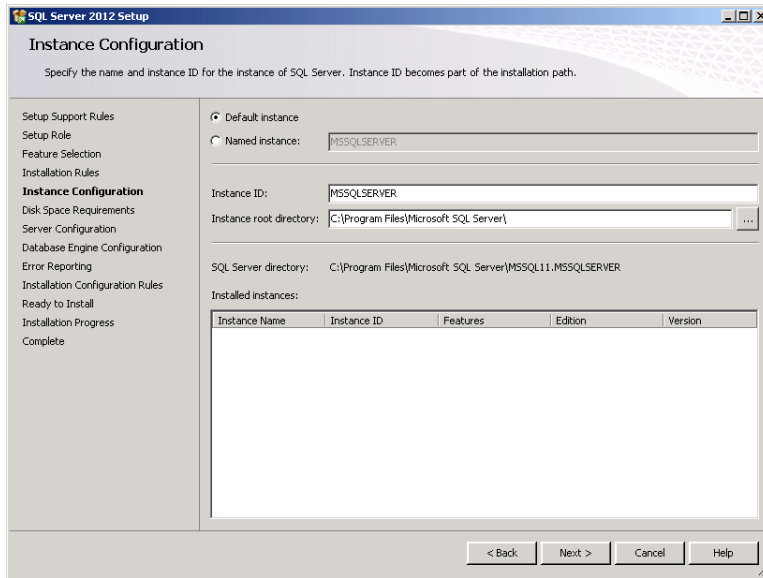 SQL Server 2012 Setup
Instance Configuration
Specify the name and instance ID for the instance of SQL Server. Instance ID becomes part of the installation path.
Setup Support Rules
Setup Role
Feature Selection
Installation Rules
Instance Configuration
Disk Space Requirements
Server Configuration
Database Engine Configuration
Error Reporting
Installation Configuration Rules
Ready to Install
Installation Progress
Complete
Default instance
Named instance: MSSQLSERVER
Instance ID: MSSQLSERVER
Instance root directory: C:\Program Files\Microsoft SQL Server\ ...
SQL Server directory: C:\Program Files\Microsoft SQL Server\MSSQL11.MSSQLSERVER
Installed instances:
Instance Name Instance ID Features Edition Version
< Back Next > Cancel Help